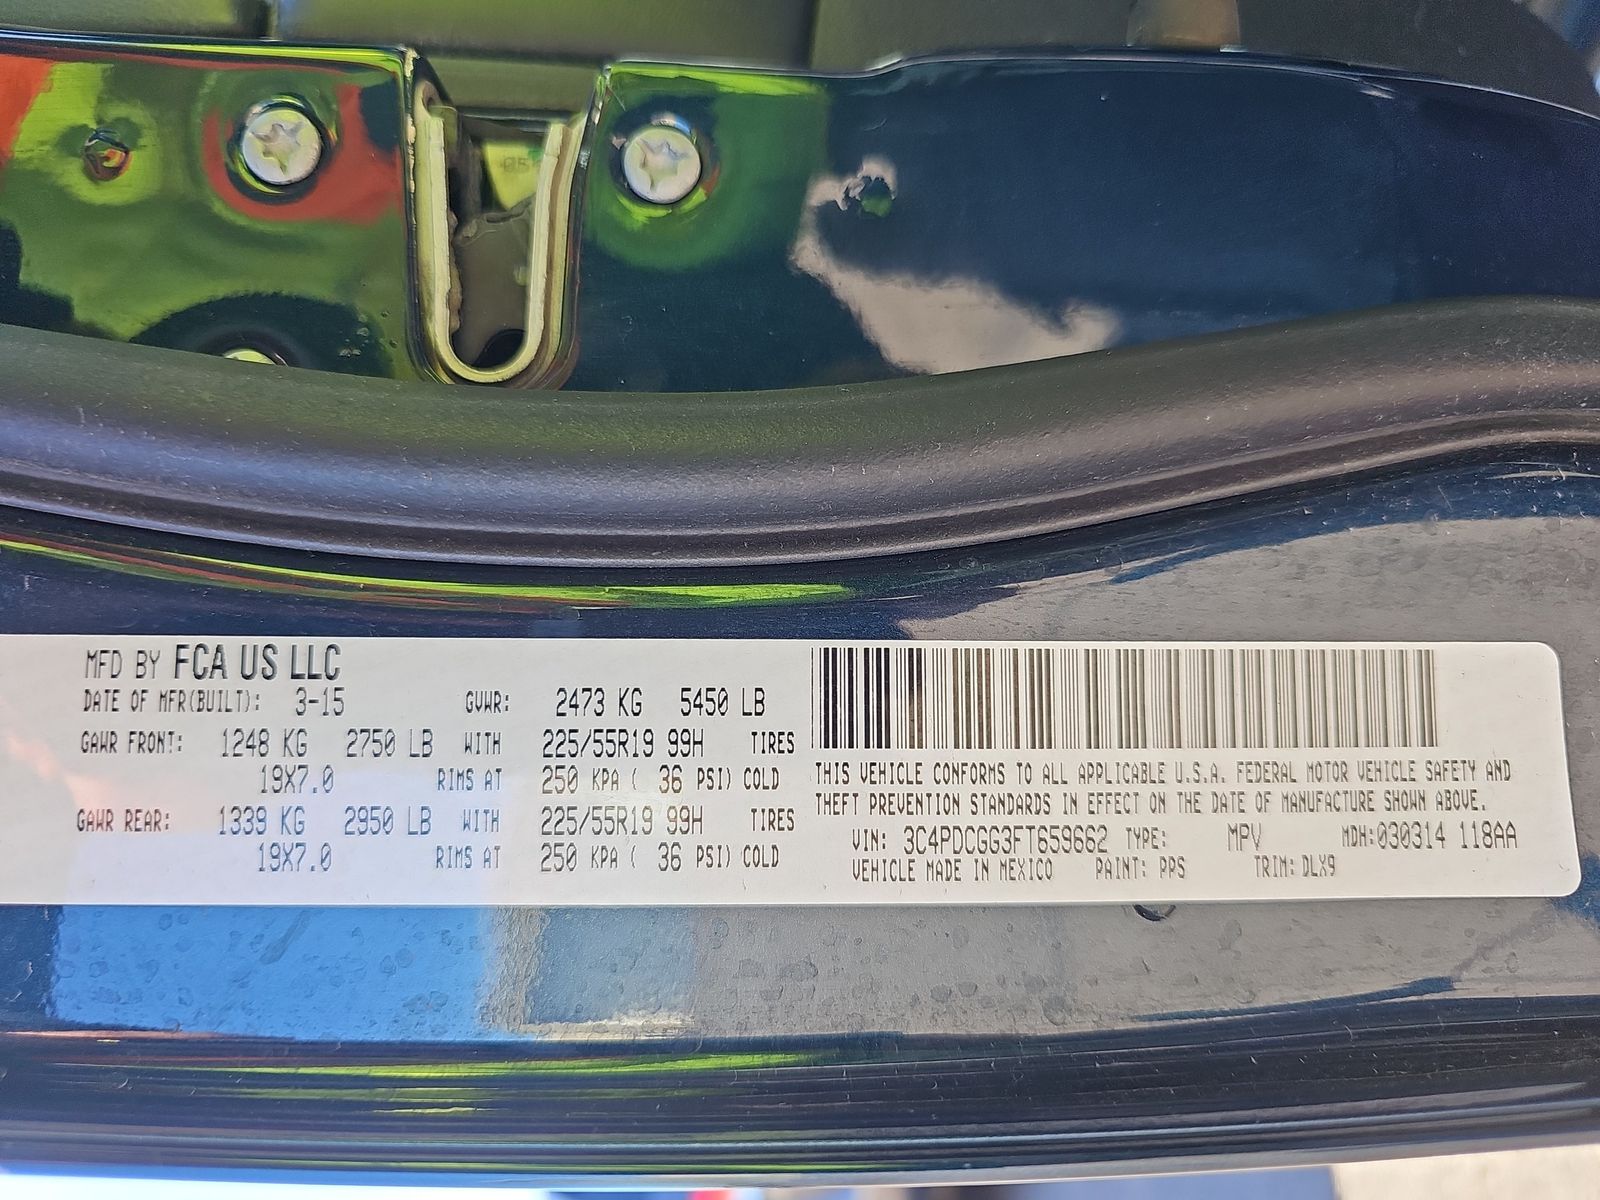 MFD BY FCA US LLC
DATE OF MFR(BUILT): 3-15 GVWR: 2473 KG 5450 LB
GAWR FRONT: 1248 KG 2750 LB WITH 225/55R19 99H TIRES
19X7.0 RIMS AT 250 KPA ( 36 PSI) COLD
GAWR REAR: 1339 KG 2950 LB WITH 225/55R19 99H TIRES
19X7.0 RIMS AT 250 KPA ( 36 PSI) COLD
THIS VEHICLE CONFORMS TO ALL APPLICABLE U.S.A. FEDERAL MOTOR VEHICLE SAFETY AND
THEFT PREVENTION STANDARDS IN EFFECT ON THE DATE OF MANUFACTURE SHOWN ABOVE.
VIN: 3C4PDCGG3FT659662 TYPE: MPV MDH:030314 118AA
VEHICLE MADE IN MEXICO PAINT: PPS TRIM: DLX9